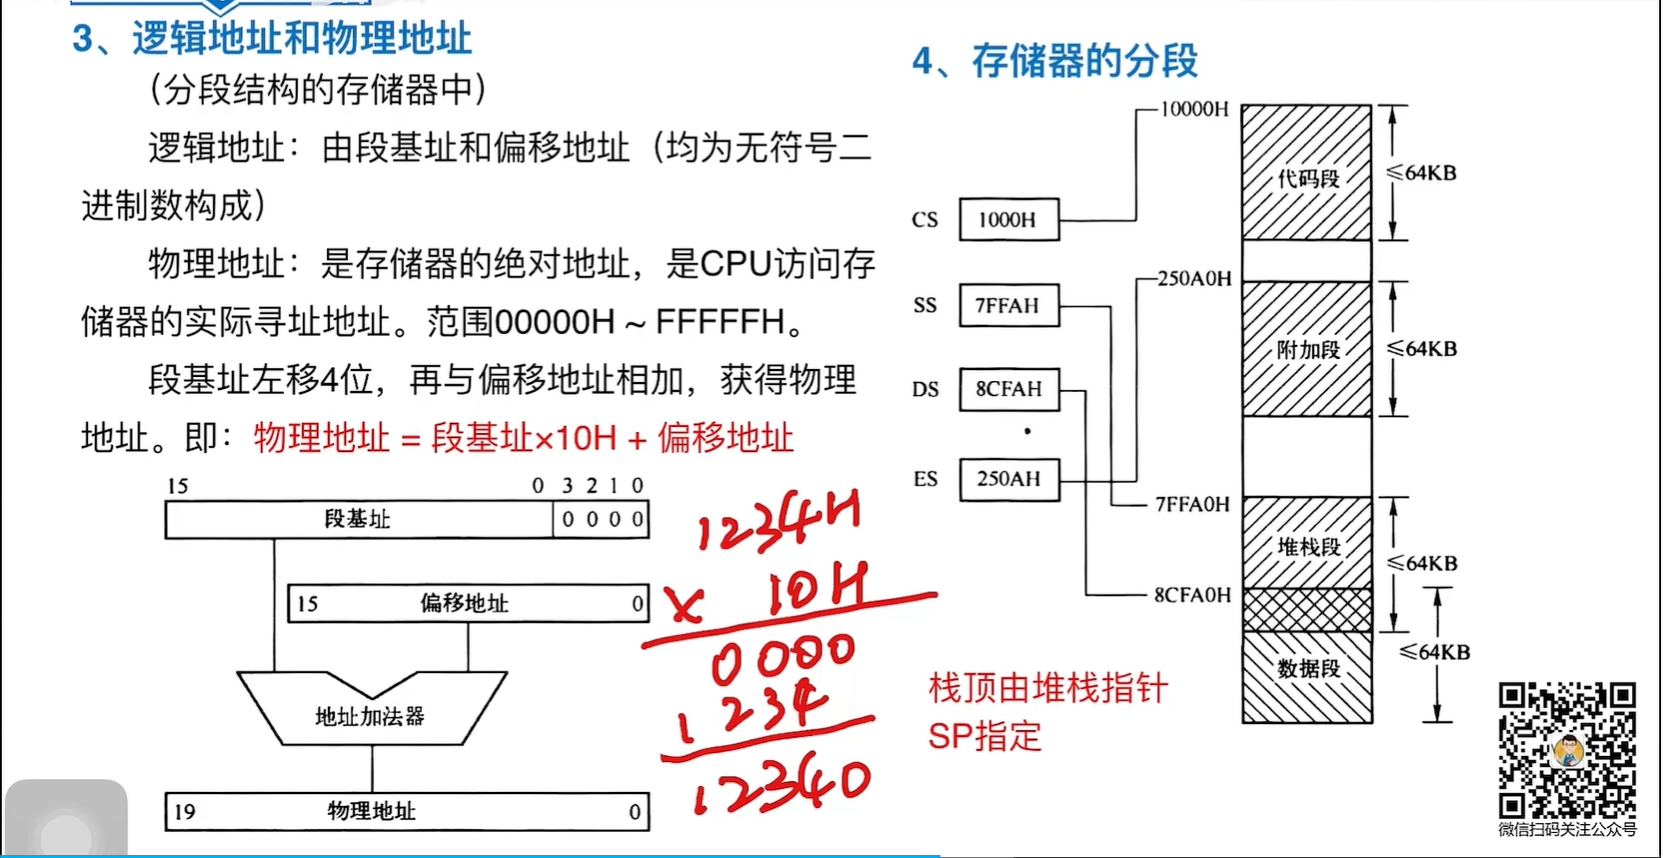 3、逻辑地址和物理地址
（分段结构的存储器中）
逻辑地址：由段基址和偏移地址（均为无符号二
进制数构成）
物理地址：是存储器的绝对地址，是CPU访问存
储器的实际寻址地址。范围00000H ~ FFFFFH。
段基址左移4位，再与偏移地址相加，获得物理
地址。即：物理地址 = 段基址×10H + 偏移地址
15 0 3 2 1 0
段基址 0 0 0 0
15 偏移地址 0
地址加法器
19 物理地址 0
1234H
× 10H
0000
1234
12340
4、存储器的分段
10000H
代码段
≤64KB
CS 1000H
250A0H
SS 7FFAH
附加段
≤64KB
DS 8CFAH
ES 250AH
7FFA0H
堆栈段
≤64KB
8CFA0H
≤64KB
数据段
栈顶由堆栈指针
SP指定
微信扫码关注公众号